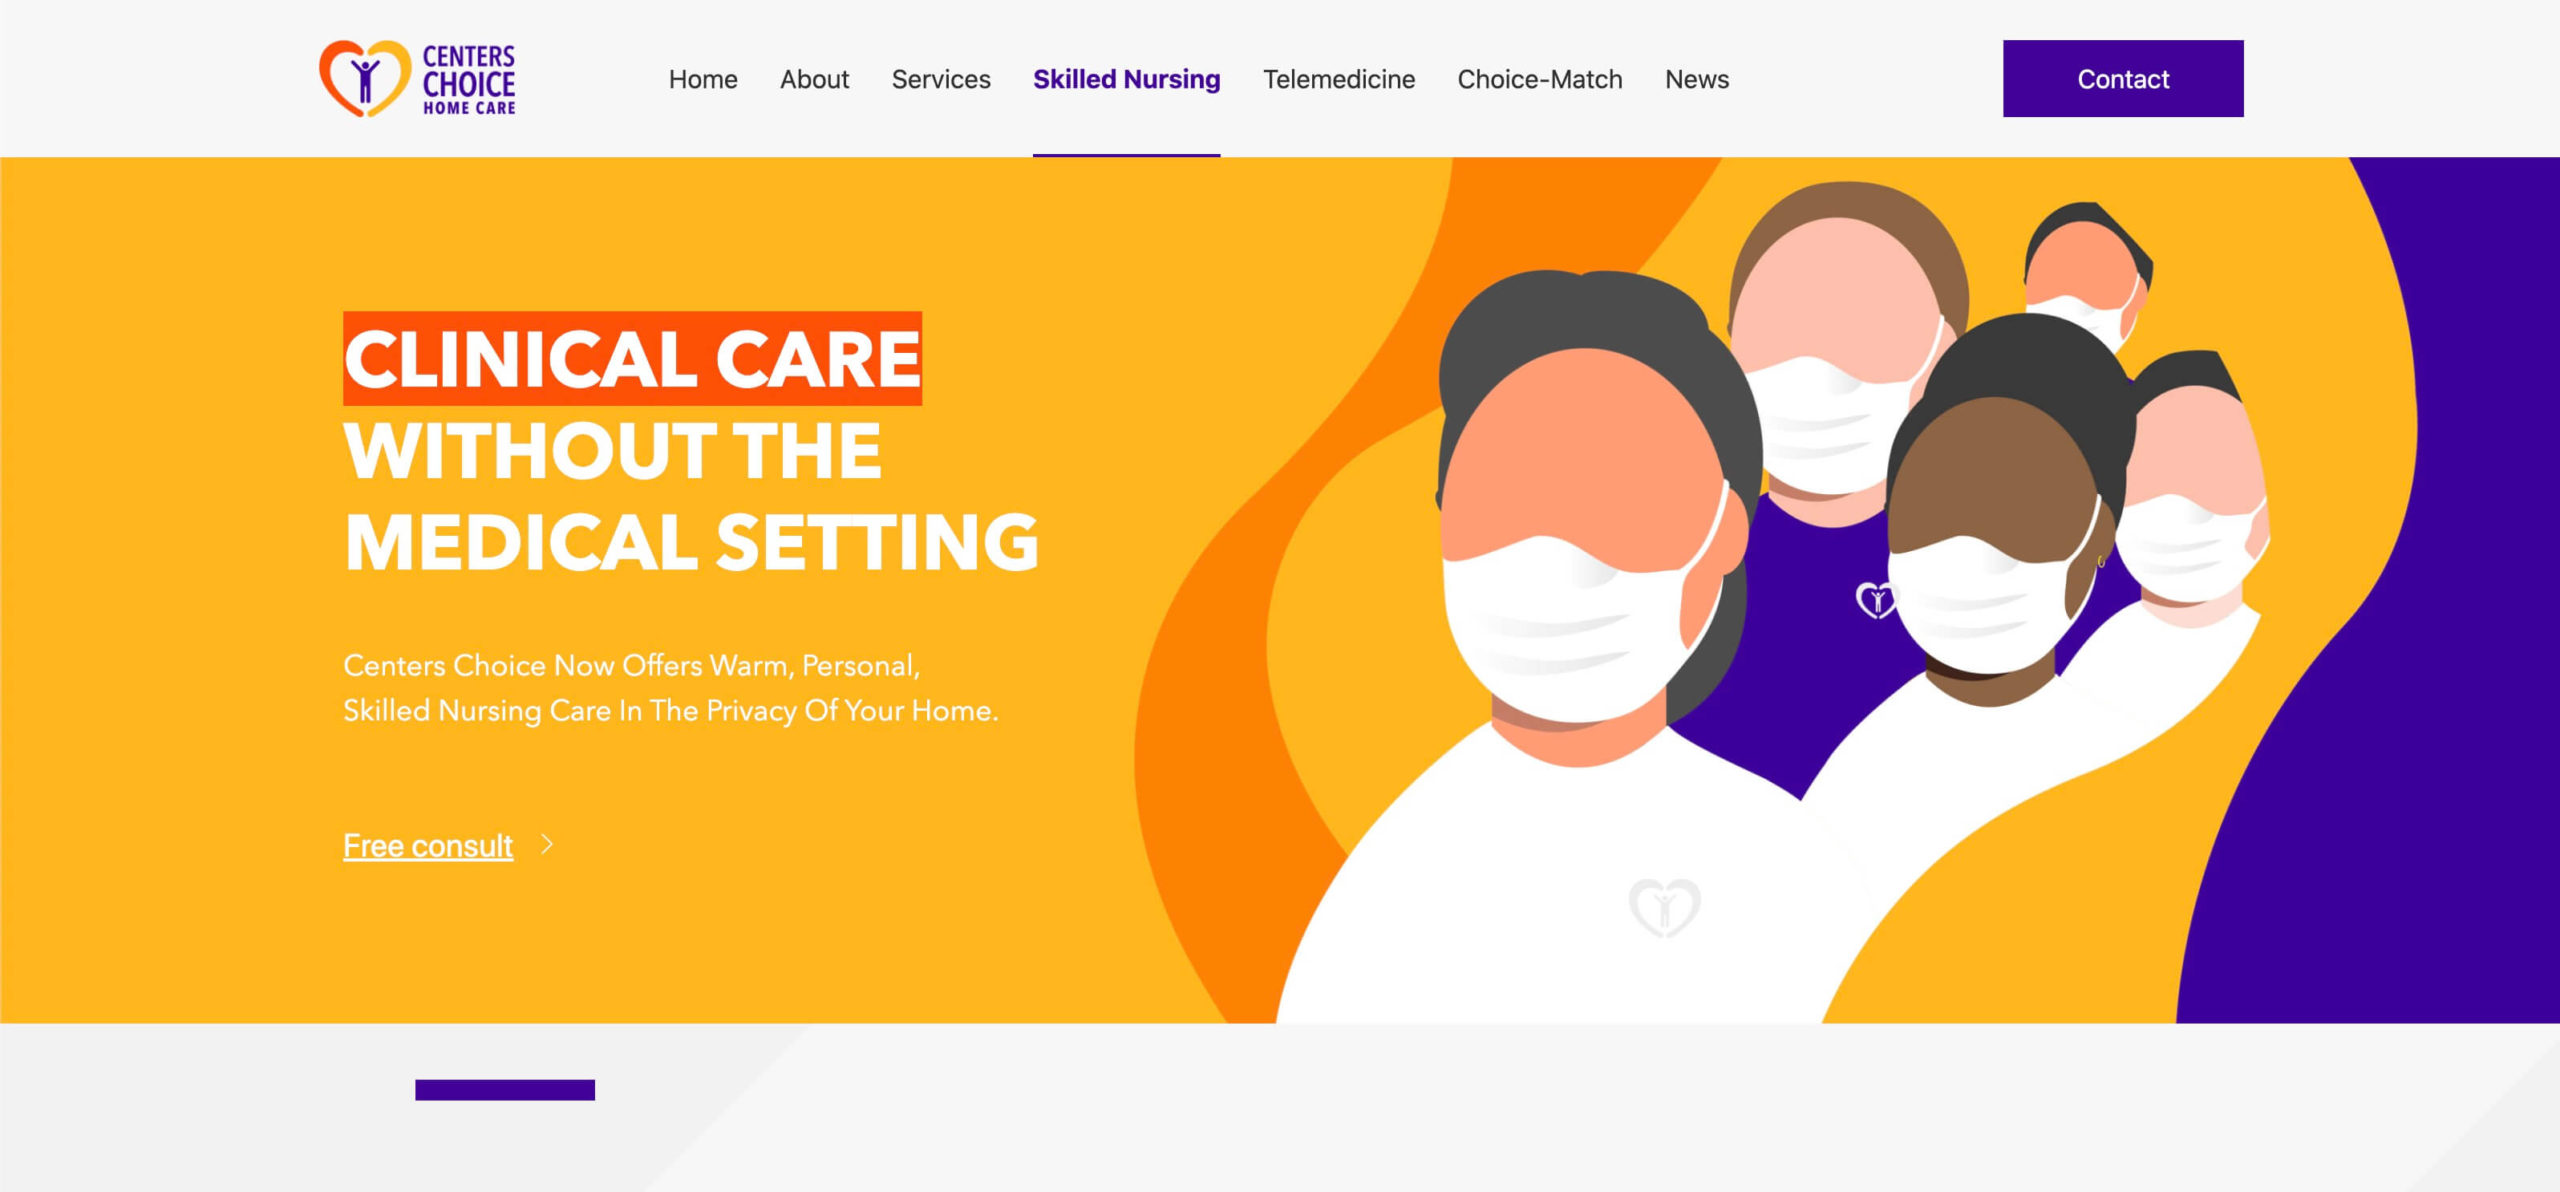 CENTERS
CHOICE
HOME CARE
Home About Services Skilled Nursing Telemedicine Choice-Match News
Contact
CLINICAL CARE
WITHOUT THE
MEDICAL SETTING
Centers Choice Now Offers Warm, Personal,
Skilled Nursing Care In The Privacy Of Your Home.
Free consult